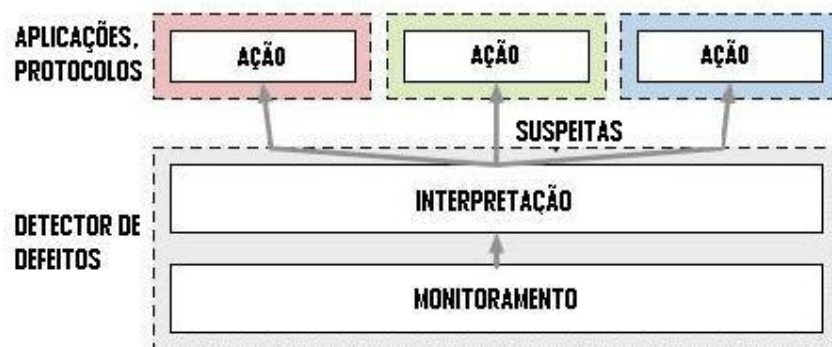 APLICAÇÕES,
PROTOCOLOS
AÇÃO
AÇÃO
AÇÃO
SUSPEITAS
DETECTOR DE
DEFEITOS
INTERPRETAÇÃO
MONITORAMENTO